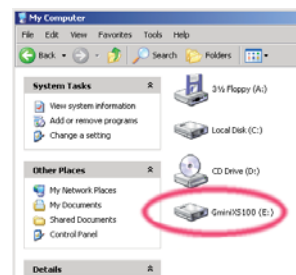 My Computer
File Edit View Favorites Tools Help
Back Search Folders
System Tasks
View system information
Add or remove programs
Change a setting
Other Places
My Network Places
My Documents
Shared Documents
Control Panel
Details
3½ Floppy (A:)
Local Disk (C:)
CD Drive (D:)
GminiXS100 (E:)